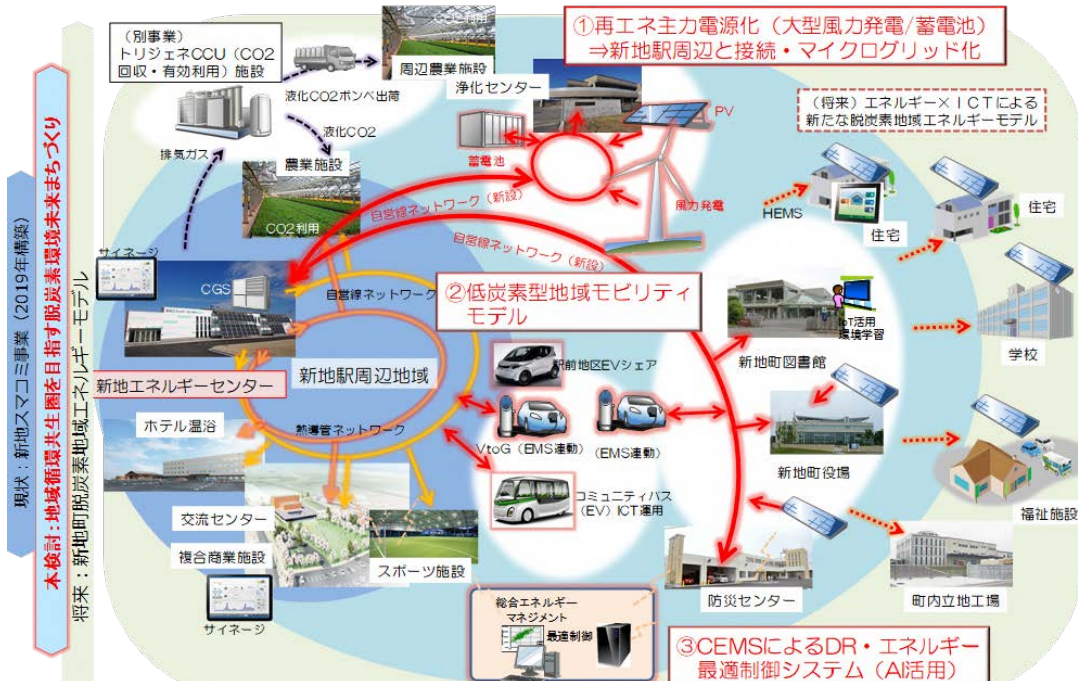 現状：新地スマコミ事業（2019年構築）
本検討：地域循環共生圏を目指す脱炭素環境未来まちづくり
将来：新地町脱炭素地域エネルギーモデル
（別事業）
トリジェネCCU（CO2
回収・有効利用）施設
液化CO2ボンベ出荷
液化CO2
排気ガス
CO2利用
周辺農業施設
農業施設
CO2利用
①再エネ主力電源化（大型風力発電/蓄電池）
⇒新地駅周辺と接続・マイクログリッド化
浄化センター
PV
蓄電池
風力発電
（将来）エネルギー×ＩＣＴによる
新たな脱炭素地域エネルギーモデル
HEMS
住宅
住宅
学校
自営線ネットワーク（新設）
自営線ネットワーク（新設）
サイネージ
CGS
自営線ネットワーク
②低炭素型地域モビリティ
モデル
IoT活用
環境学習
新地町図書館
新地エネルギーセンター
新地駅周辺地域
駅前地区EVシェア
熱導管ネットワーク
ホテル温浴
VtoG（EMS連動）
（EMS連動）
新地町役場
福祉施設
コミュニティバス
（EV）ICT運用
交流センター
複合商業施設
スポーツ施設
サイネージ
防災センター
町内立地工場
総合エネルギー
マネジメント
最適制御
③CEMSによるDR・エネルギー
最適制御システム（AI活用）